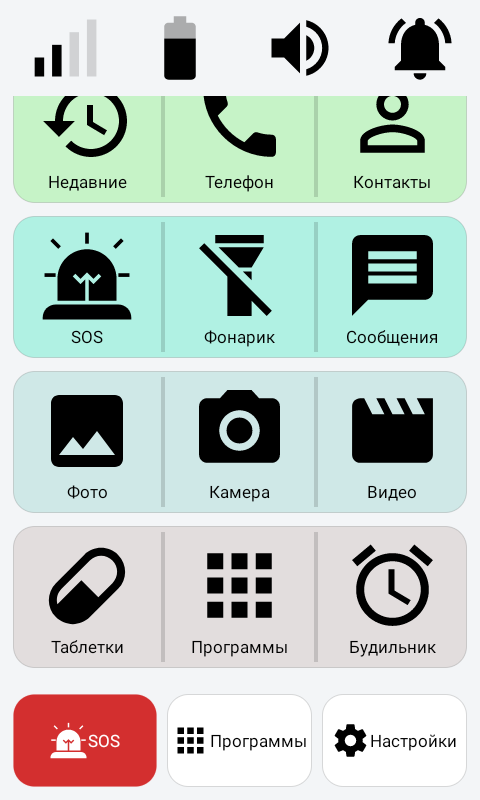 Недавние Телефон Контакты
SOS Фонарик Сообщения
Фото Камера Видео
Таблетки Программы Будильник
SOS Программы Настройки